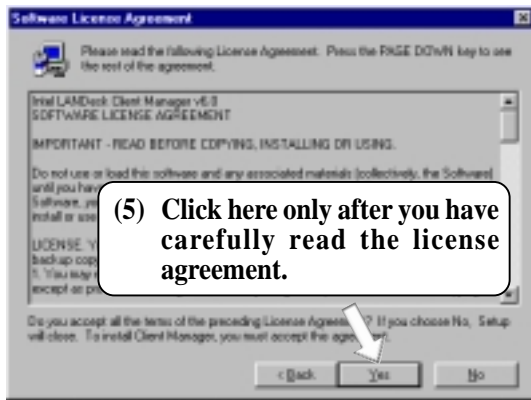 Software License Agreement
Please read the following License Agreement. Press the PAGE DOWN key to see
the rest of the agreement.
Intel LANDesk Client Manager v6.0
SOFTWARE LICENSE AGREEMENT
IMPORTANT - READ BEFORE COPYING, INSTALLING OR USING.
Do not use or load this software and any associated materials (collectively, the Software)
until you have
Software, yo
install or use
LICENSE. Y
backup copy
1. You may
except as pr
(5) Click here only after you have
carefully read the license
agreement.
Do you accept all the terms of the preceding License Agreement? If you choose No, Setup
will close. To install Client Manager, you must accept this agreement.
< Back
Yes
No